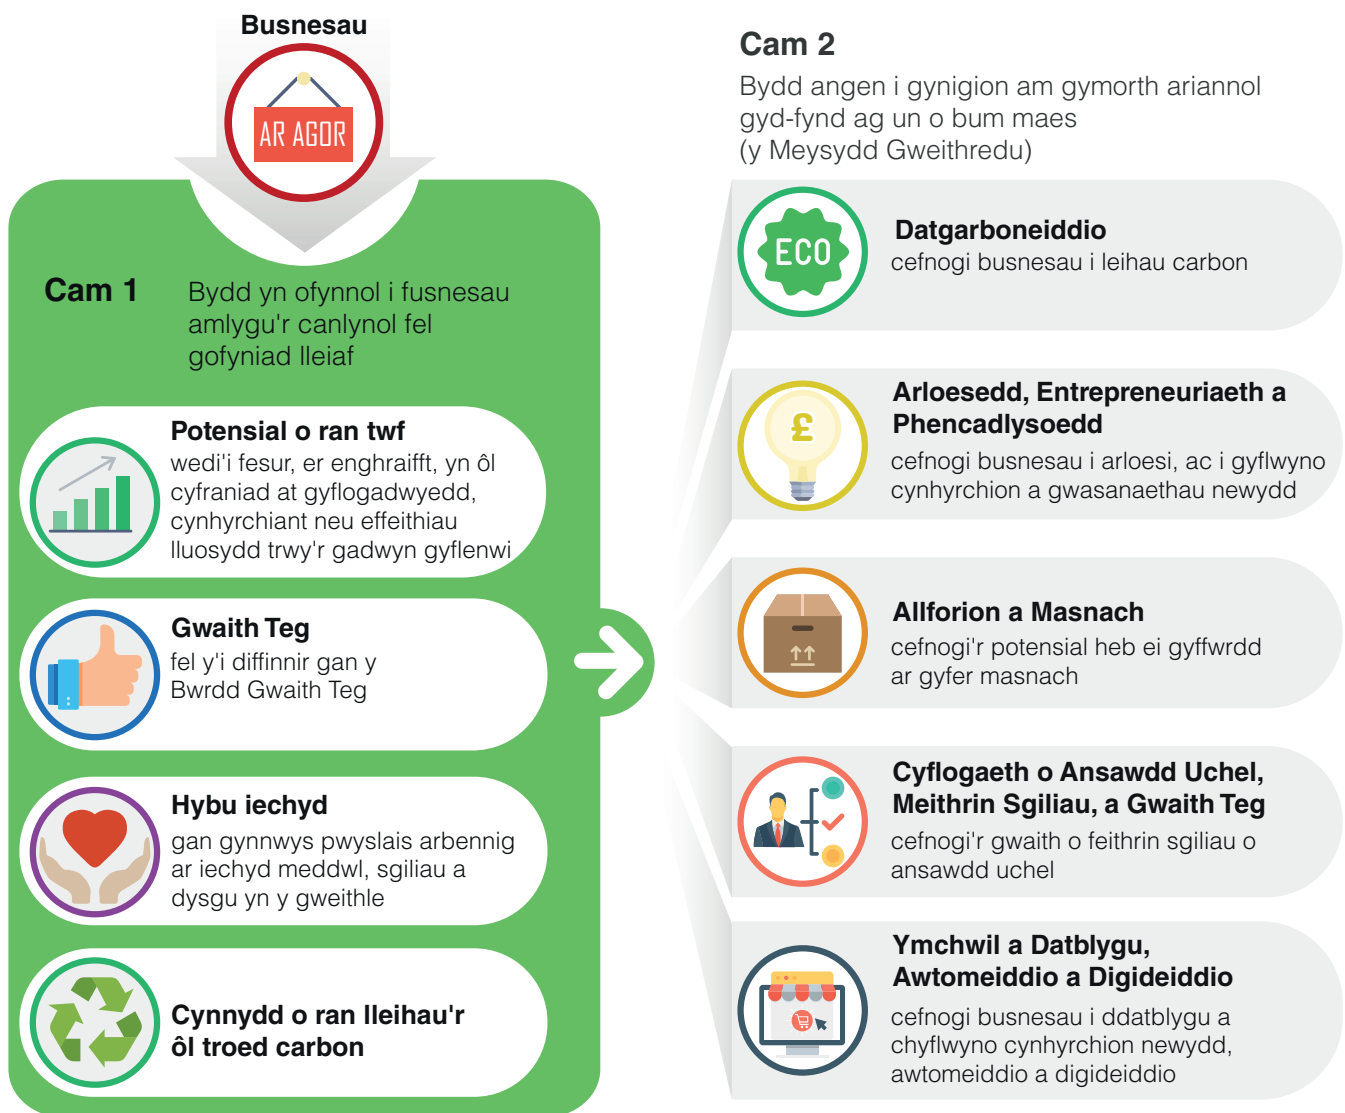 Busnesau
AR AGOR
Cam 1
Bydd yn ofynnol i fusnesau
amlygu'r canlynol fel
gofyniad lleiaf
Potensial o ran twf
wedi'i fesur, er enghraifft, yn ôl
cyfraniad at gyflogadwyedd,
cynhyrchiant neu effeithiau
lluosydd trwy'r gadwyn gyflenwi
Gwaith Teg
fel y'i diffinnir gan y
Bwrdd Gwaith Teg
Hybu iechyd
gan gynnwys pwyslais arbennig
ar iechyd meddwl, sgiliau a
dysgu yn y gweithle
Cynnydd o ran lleihau'r
ôl troed carbon
Cam 2
Bydd angen i gynigion am gymorth ariannol
gyd-fynd ag un o bum maes
(y Meysydd Gweithredu)
ECO
Datgarboneiddio
cefnogi busnesau i leihau carbon
£
Arloesedd, Entrepreneuriaeth a
Phencadlysoedd
cefnogi busnesau i arloesi, ac i gyflwyno
cynhyrchion a gwasanaethau newydd
Allforion a Masnach
cefnogi'r potensial heb ei gyffwrdd
ar gyfer masnach
Cyflogaeth o Ansawdd Uchel,
Meithrin Sgiliau, a Gwaith Teg
cefnogi'r gwaith o feithrin sgiliau o
ansawdd uchel
Ymchwil a Datblygu,
Awtomeiddio a Digideiddio
cefnogi busnesau i ddatblygu a
chyflwyno cynhyrchion newydd,
awtomeiddio a digideiddio